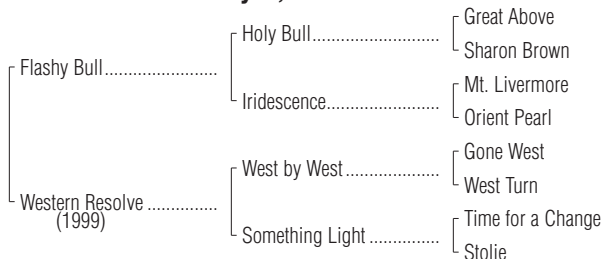 Great Above
Holy Bull
Sharon Brown
Flashy Bull
Mt. Livermore
Iridescence
Orient Pearl
Gone West
West by West
West Turn
Western Resolve
(1999)
Time for a Change
Something Light
Stolie